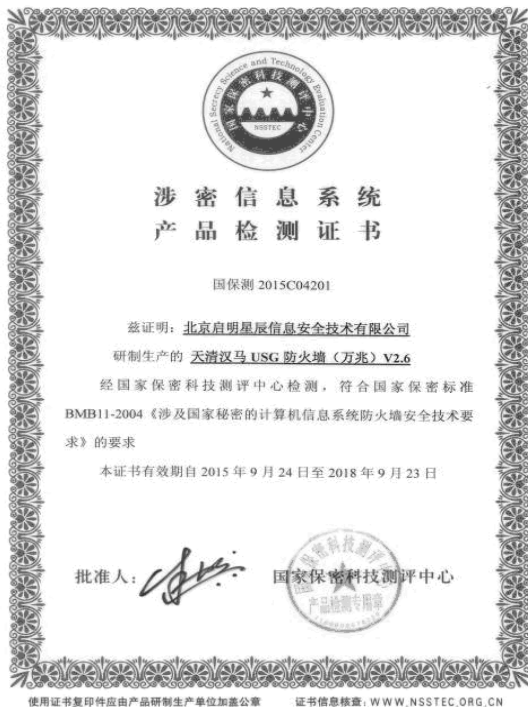 National Secrecy Science and Technology Evaluation Center
国家保密科技测评中心
NSSTEC
涉密信息系统
产品检测证书
国保测 2015C04201
兹证明：北京启明星辰信息安全技术有限公司
研制生产的 天清汉马 USG 防火墙（万兆）V2.6
经国家保密科技测评中心检测，符合国家保密标准
BMB11-2004《涉及国家秘密的计算机信息系统防火墙安全技术要
求》的要求
本证书有效期自 2015 年 9 月 24 日至 2018 年 9 月 23 日
批准人：
国家保密科技测评中心
国家保密科技测评中心
产品检测专用章
使用证书复印件应由产品研制生产单位加盖公章
证书信息核查：WWW.NSSTEC.ORG.CN